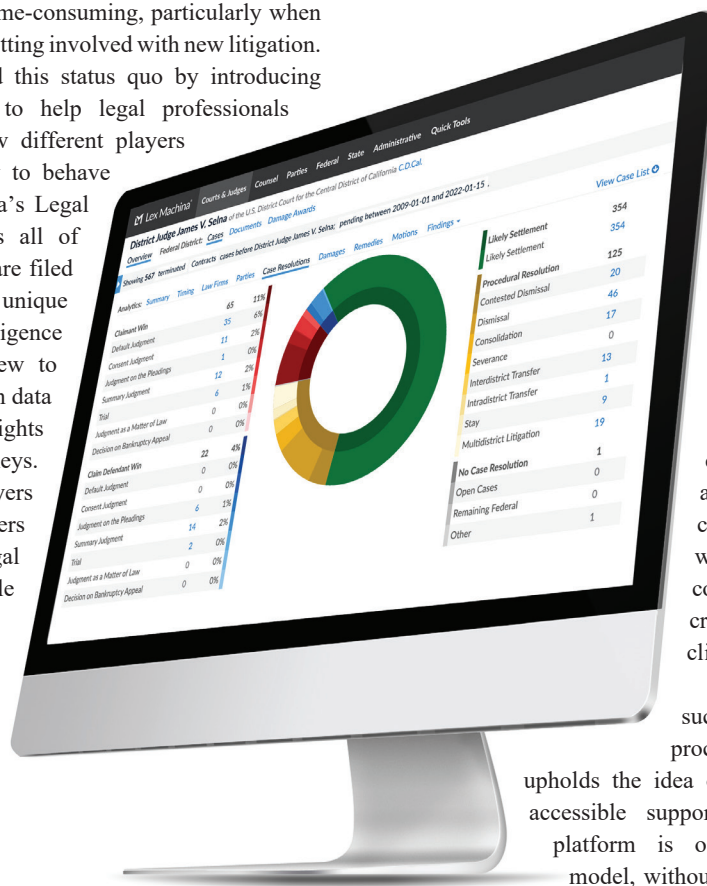 me-consuming, particularly when
tting involved with new litigation.
d this status quo by introducing
to help legal professionals
w different players
to behave
a's Legal
s all of
are filed
unique
igence
ew to
n data
ights
eys.
yers
ers
gal
le
Lex Machina
Courts & Judges Counsel Parties Federal State Administrative Quick Tools
District Judge James V. Selna of the U.S. District Court for the Central District of California C.D.Cal.
Overview Federal District: Cases Documents Damage Awards
Showing 567 terminated Contracts cases before District Judge James V. Selna; pending between 2009-01-01 and 2022-01-15 .
View Case List
Analytics: Summary Timing Law Firms Parties Case Resolutions Damages Remedies Motions Findings
Claimant Win 65 11%
Default Judgment 35 6%
Consent Judgment 11 2%
Judgment on the Pleadings 1 0%
Summary Judgment 12 2%
Trial 6 1%
Judgment as a Matter of Law 0 0%
Decision on Bankruptcy Appeal 0 0%
Claim Defendant Win 22 4%
Default Judgment 0 0%
Consent Judgment 0 0%
Judgment on the Pleadings 6 1%
Summary Judgment 14 2%
Trial 2 0%
Judgment as a Matter of Law 0 0%
Decision on Bankruptcy Appeal 0 0%
Likely Settlement 354
Likely Settlement 354
Procedural Resolution 125
Contested Dismissal 20
Dismissal 46
Consolidation 17
Severance 0
Interdistrict Transfer 13
Intradistrict Transfer 1
Stay 9
Multidistrict Litigation 19
No Case Resolution 1
Open Cases 0
Remaining Federal 0
Other 1
a
c
w
co
cr
cli
suc
proc
upholds the idea
accessible suppor
platform is o
model, withou